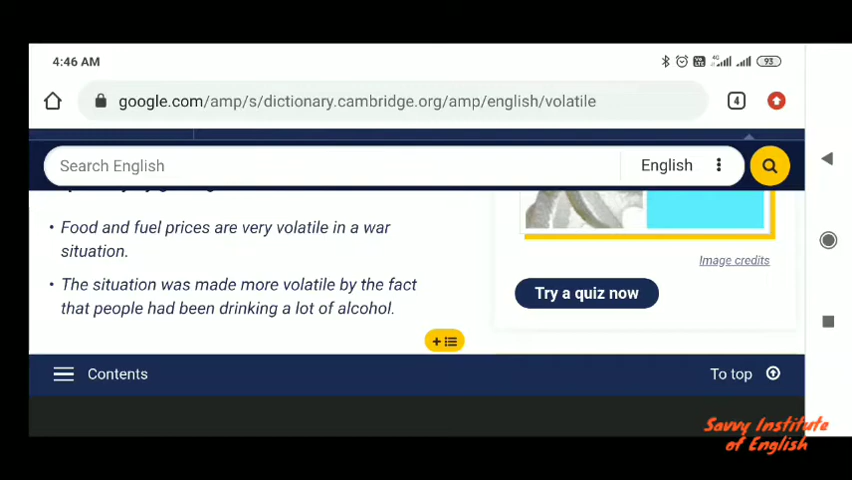 4:46 AM
93
google.com/amp/s/dictionary.cambridge.org/amp/english/volatile
4
Search English
English
• Food and fuel prices are very volatile in a war
situation.
• The situation was made more volatile by the fact
that people had been drinking a lot of alcohol.
Image credits
Try a quiz now
Contents
To top
Savvy Institute
of English